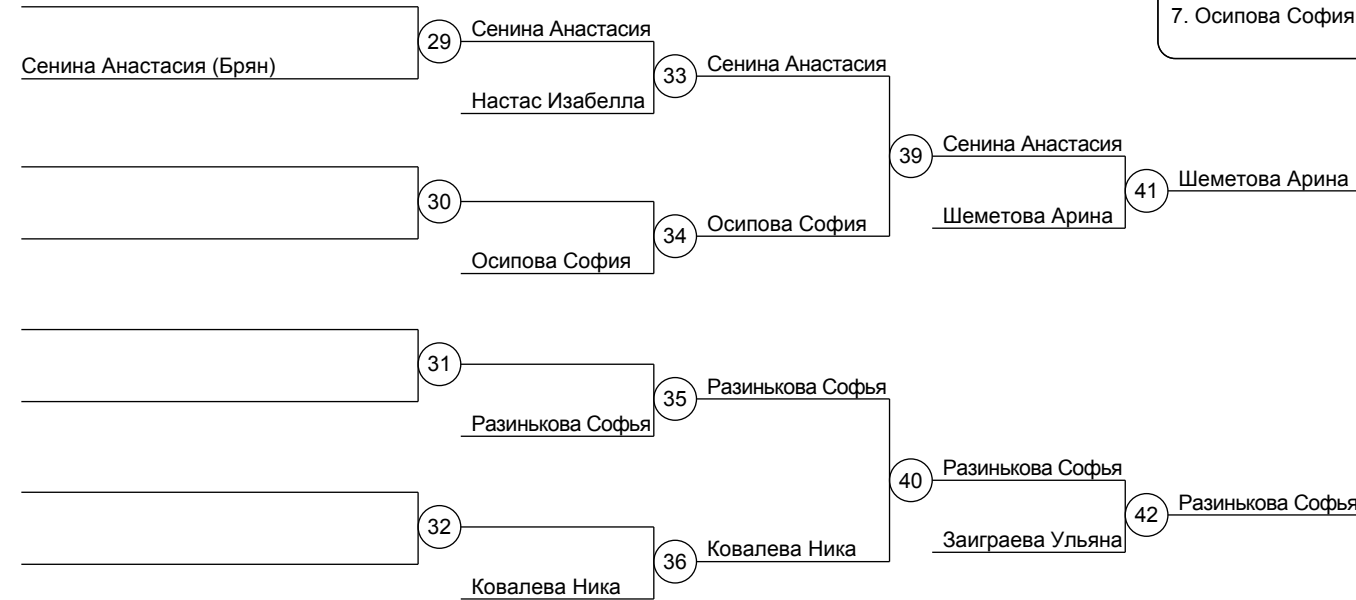 7. Осипова София
29
Сенина Анастасия
Сенина Анастасия (Брян)
33
Сенина Анастасия
Настас Изабелла
39
Сенина Анастасия
41
Шеметова Арина
30
34
Осипова София
Шеметова Арина
Осипова София
31
35
Разинькова Софья
Разинькова Софья
40
Разинькова Софья
42
Разинькова Софья
32
36
Ковалева Ника
Заиграева Ульяна
Ковалева Ника